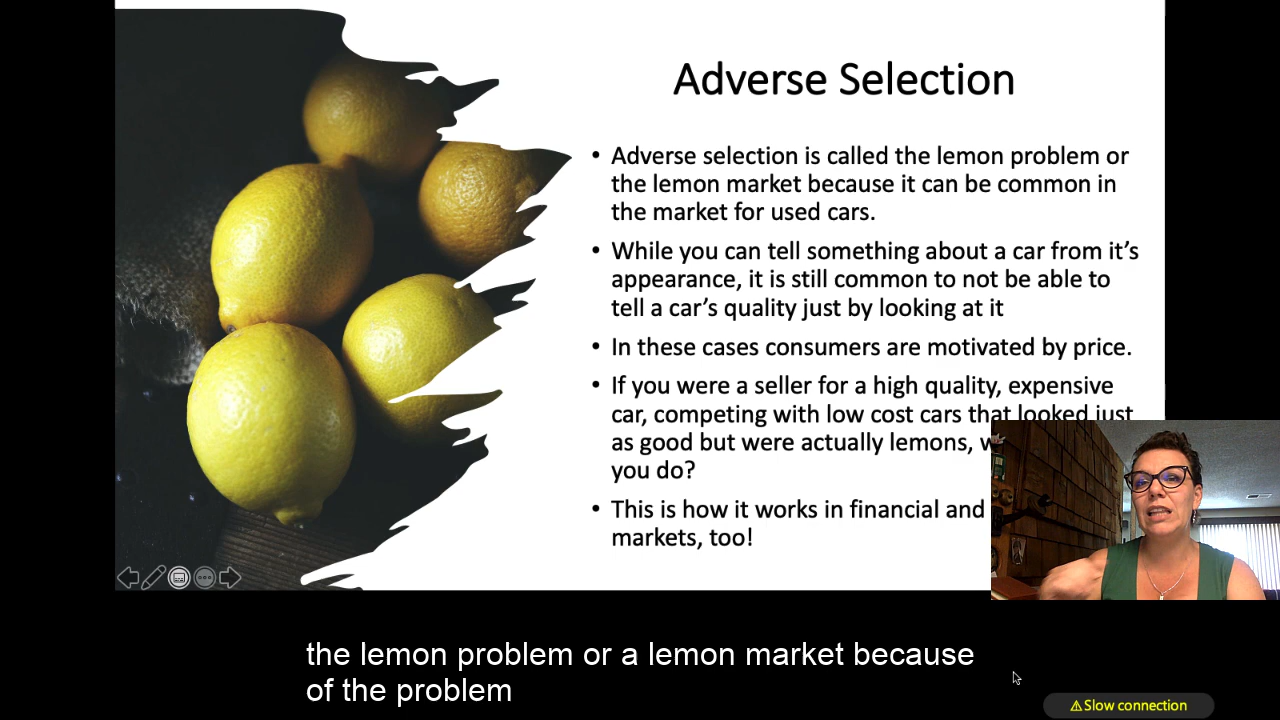 Adverse Selection
• Adverse selection is called the lemon problem or
the lemon market because it can be common in
the market for used cars.
• While you can tell something about a car from it's
appearance, it is still common to not be able to
tell a car's quality just by looking at it
• In these cases consumers are motivated by price.
• If you were a seller for a high quality, expensive
car, competing with low cost cars that looked just
as good but were actually lemons,
you do?
• This is how it works in financial and
markets, too!
the lemon problem or a lemon market because
of the problem
⚠Slow connection